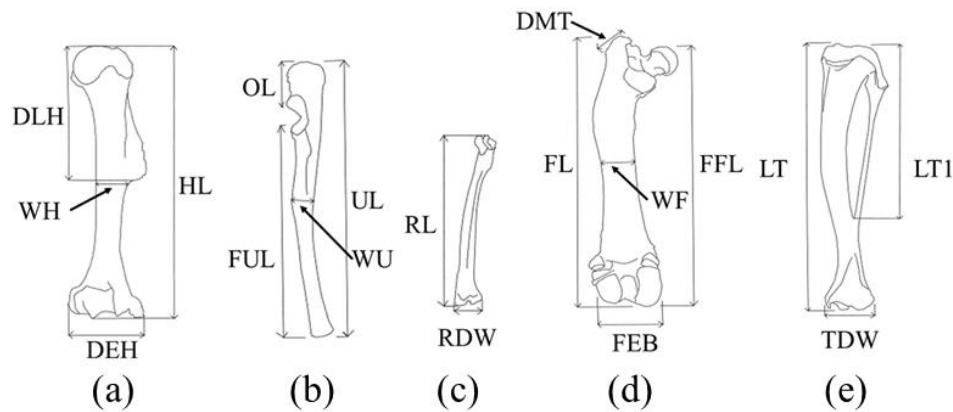 DLH
WH
HL
DEH
(a)
OL
FUL
UL
WU
(b)
RL
RDW
(c)
DMT
FL
FFL
WF
FEB
(d)
LT
LT1
TDW
(e)